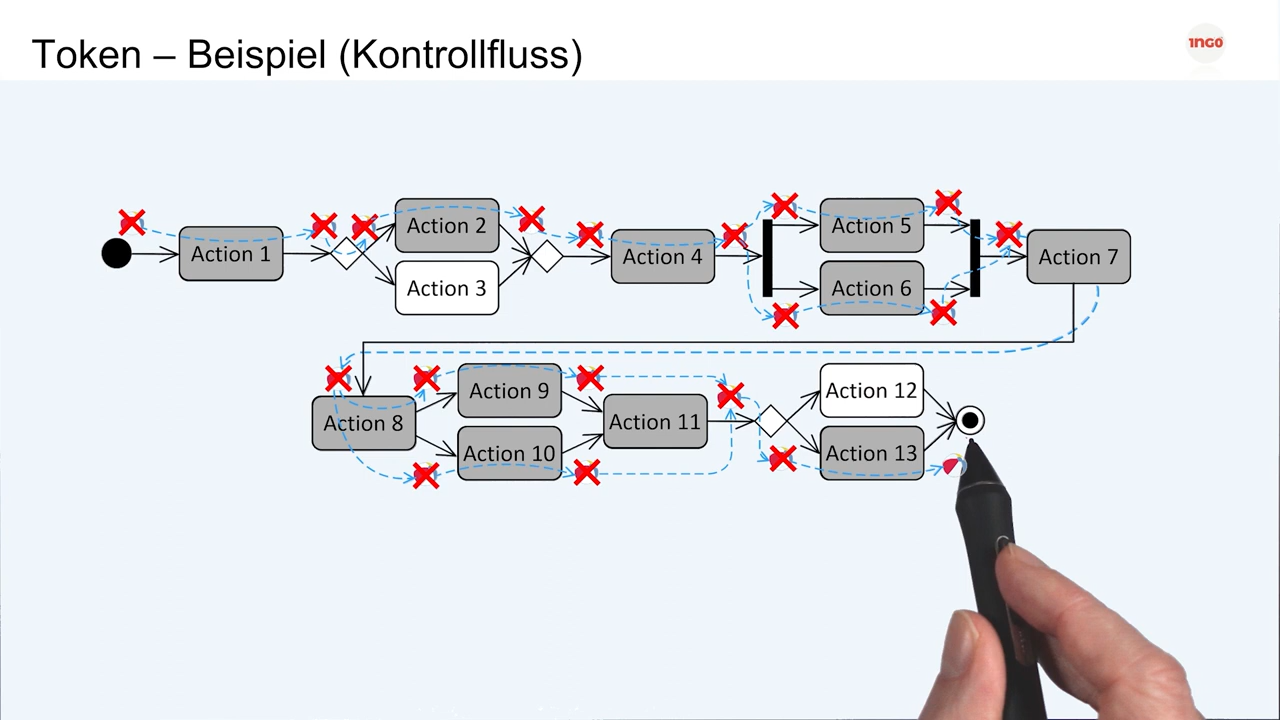 Token – Beispiel (Kontrollfluss)
1NGO
Action 1
Action 2
Action 3
Action 4
Action 5
Action 6
Action 7
Action 8
Action 9
Action 10
Action 11
Action 12
Action 13